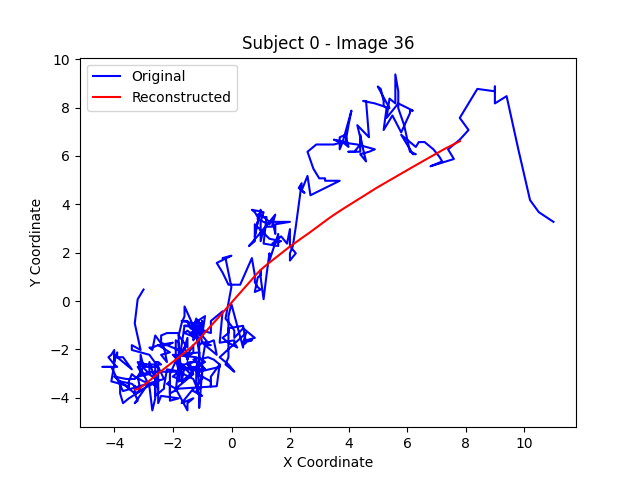 Subject 0 - Image 36
Original
Reconstructed
10
8
6
4
2
0
−2
−4
Y Coordinate
−4 −2 0 2 4 6 8 10
X Coordinate